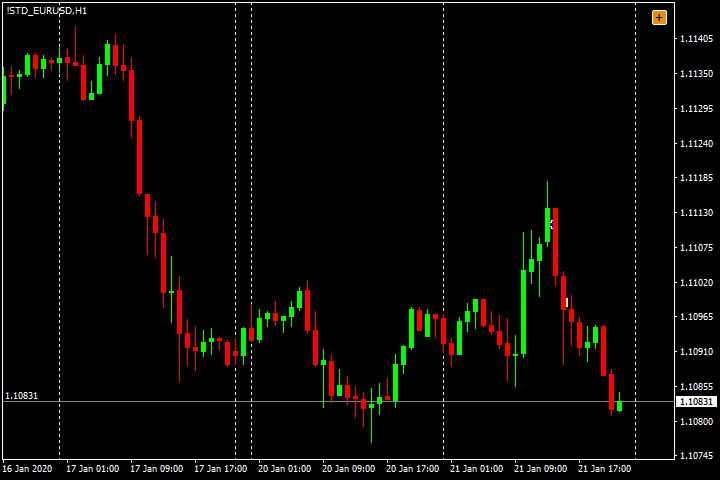 !STD_EURUSD,H1
1.11405
1.11350
1.11295
1.11240
1.11185
1.11130
1.11075
1.11020
1.10965
1.10910
1.10855
1.10831
1.10831
1.10800
1.10745
16 Jan 2020
17 Jan 01:00
17 Jan 09:00
17 Jan 17:00
20 Jan 01:00
20 Jan 09:00
20 Jan 17:00
21 Jan 01:00
21 Jan 09:00
21 Jan 17:00